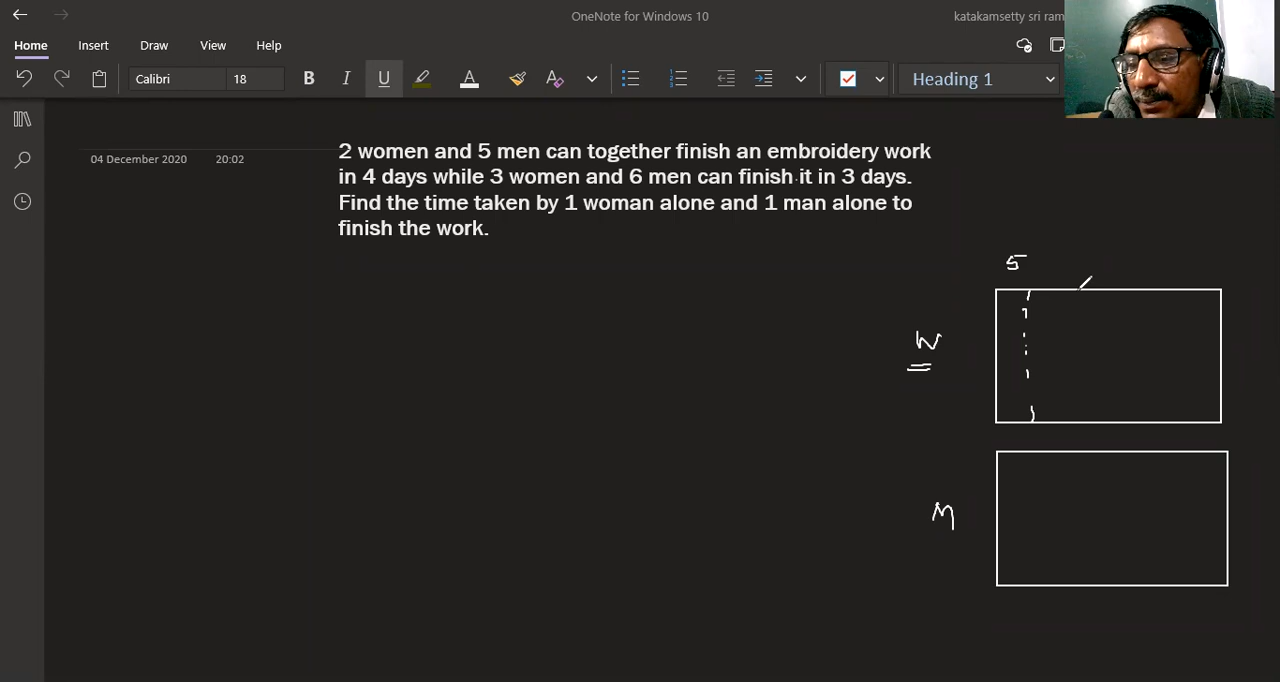 OneNote for Windows 10
katakamsetty sri ram
Home Insert Draw View Help
Calibri 18 B I U A A Heading 1
04 December 2020 20:02
2 women and 5 men can together finish an embroidery work
in 4 days while 3 women and 6 men can finish it in 3 days.
Find the time taken by 1 woman alone and 1 man alone to
finish the work.
5
W
M